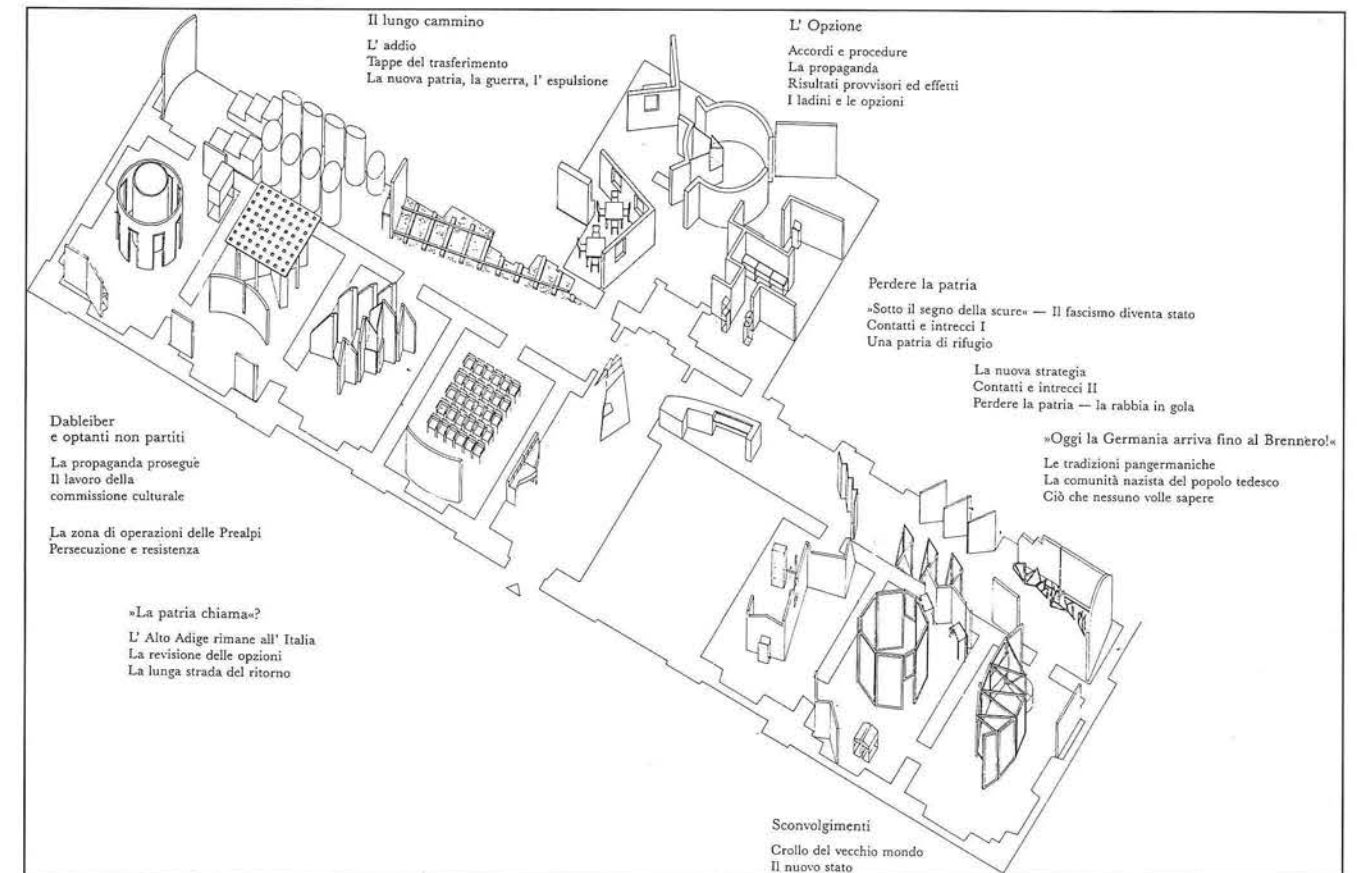 Il lungo cammino
L' addio
Tappe del trasferimento
La nuova patria, la guerra, l' espulsione
L' Opzione
Accordi e procedure
La propaganda
Risultati provvisori ed effetti
I ladini e le opzioni
Perdere la patria
»Sotto il segno della scure« — Il fascismo diventa stato
Contatti e intrecci I
Una patria di rifugio
La nuova strategia
Contatti e intrecci II
Perdere la patria — la rabbia in gola
»Oggi la Germania arriva fino al Brennero!«
Le tradizioni pangermaniche
La comunità nazista del popolo tedesco
Ciò che nessuno volle sapere
Dableiber
e optanti non partiti
La propaganda prosegue
Il lavoro della
commissione culturale
La zona di operazioni delle Prealpi
Persecuzione e resistenza
»La patria chiama«?
L' Alto Adige rimane all' Italia
La revisione delle opzioni
La lunga strada del ritorno
Sconvolgimenti
Crollo del vecchio mondo
Il nuovo stato